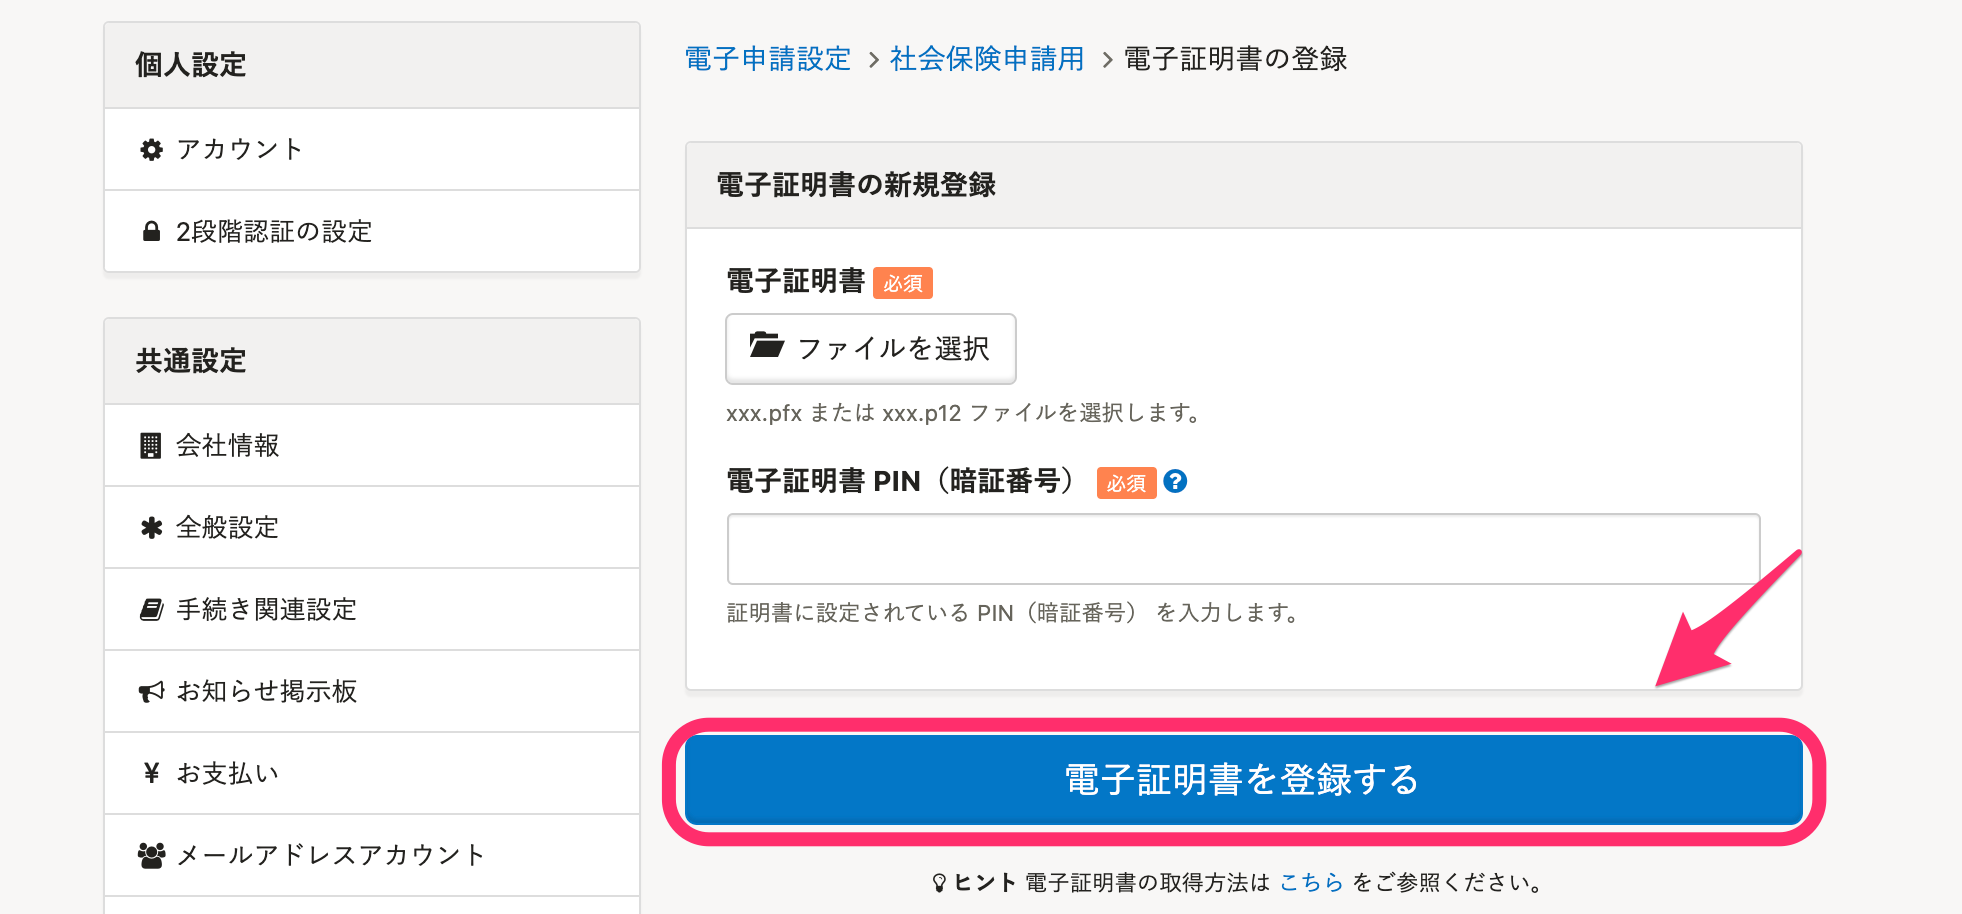 個人設定
アカウント
2段階認証の設定
共通設定
会社情報
全般設定
手続き関連設定
お知らせ掲示板
¥ お支払い
メールアドレスアカウント
電子申請設定 > 社会保険申請用 > 電子証明書の登録
電子証明書の新規登録
電子証明書 必須
ファイルを選択
xxx.pfx または xxx.p12 ファイルを選択します。
電子証明書 PIN（暗証番号） 必須 ?
証明書に設定されている PIN（暗証番号） を入力します。
電子証明書を登録する
ヒント 電子証明書の取得方法は こちら をご参照ください。